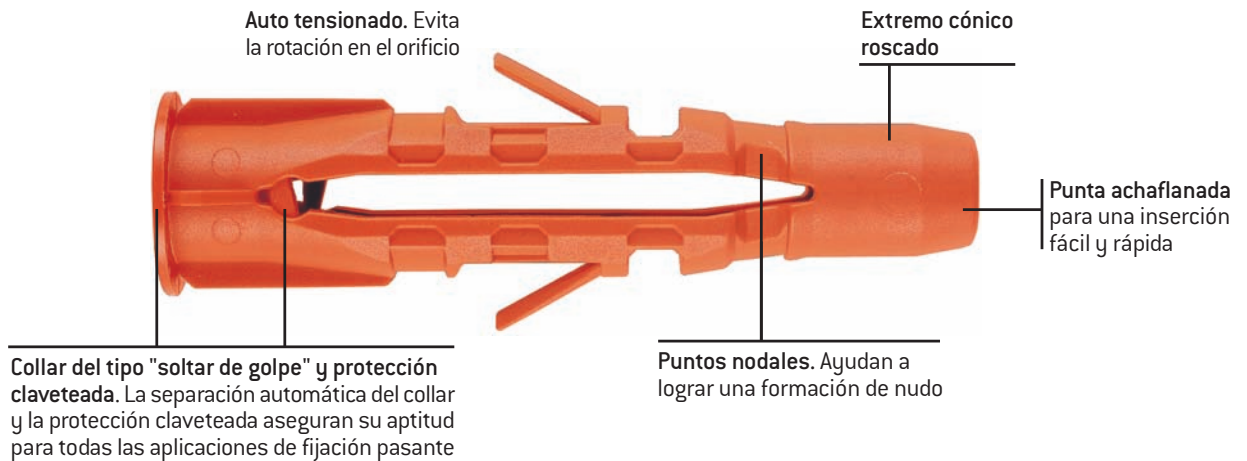 Auto tensionado. Evita
la rotación en el orificio
Extremo cónico
roscado
Punta achaflanada
para una inserción
fácil y rápida
Collar del tipo "soltar de golpe" y protección
claveteada. La separación automática del collar
y la protección claveteada aseguran su aptitud
para todas las aplicaciones de fijación pasante
Puntos nodales. Ayudan a
lograr una formación de nudo